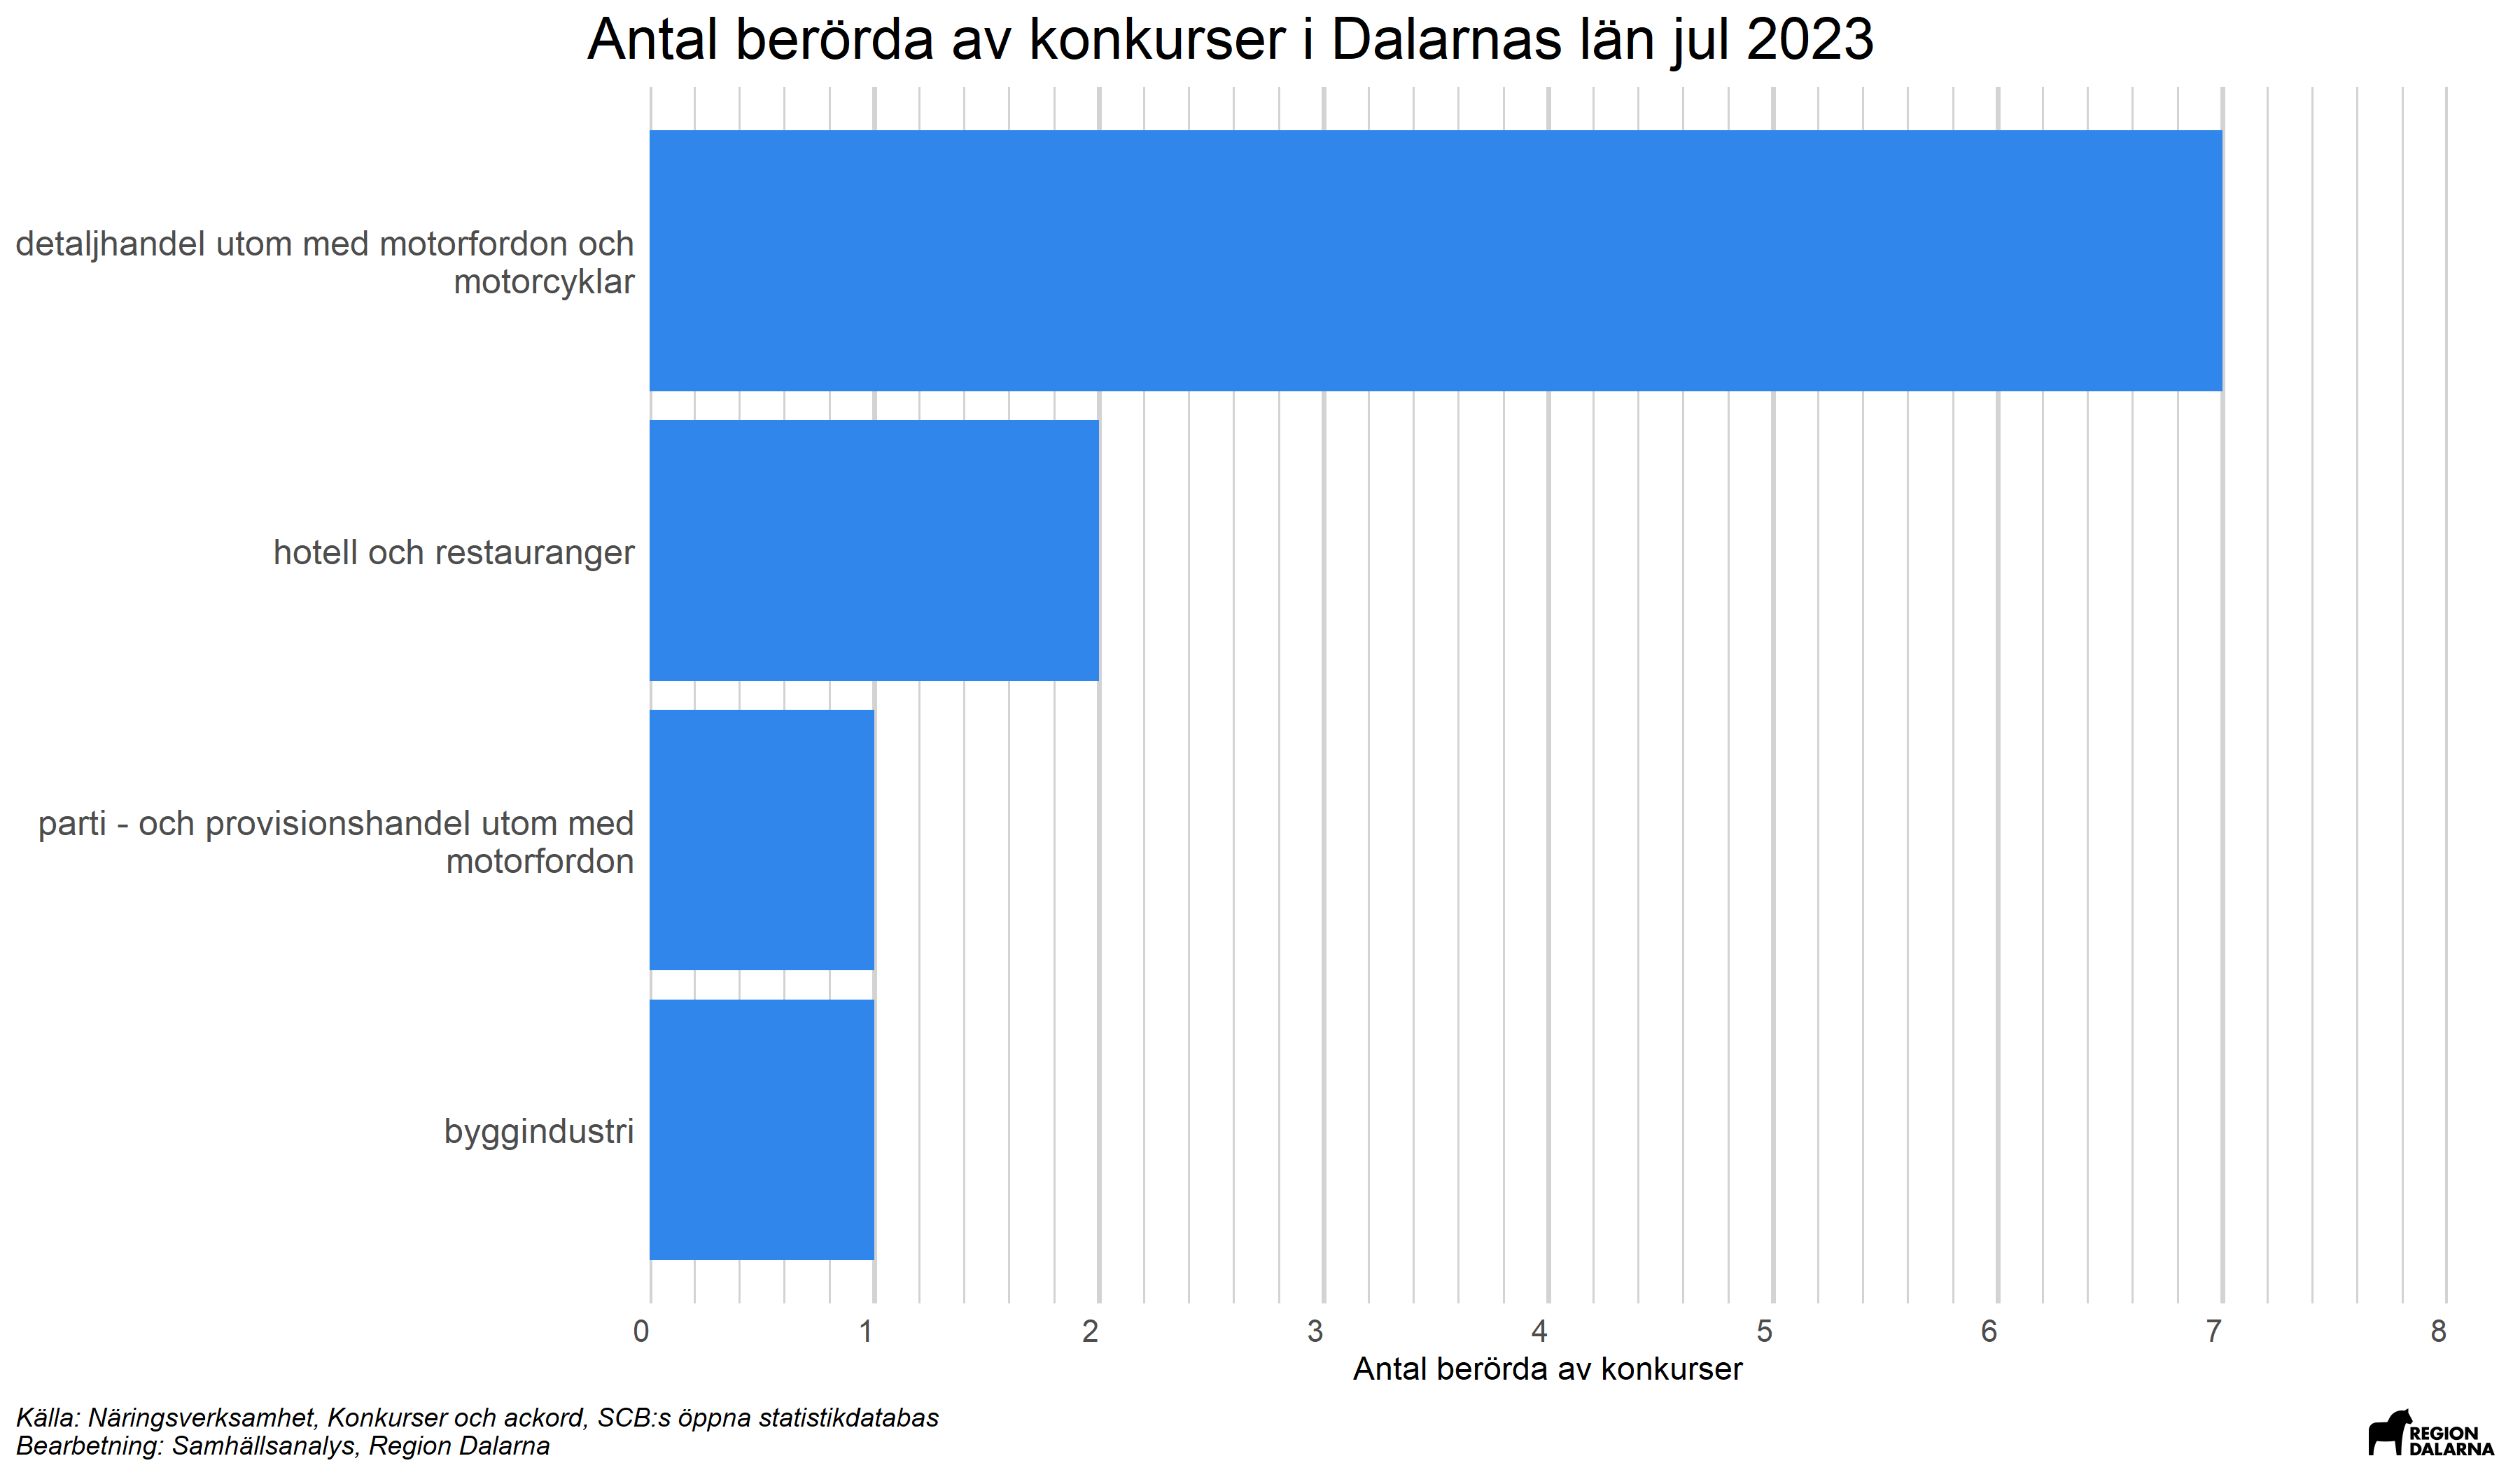 Antal berörda av konkurser i Dalarnas län jul 2023
detaljhandel utom med motorfordon och
motorcyklar
hotell och restauranger
parti - och provisionshandel utom med
motorfordon
byggindustri
0 1 2 3 4 5 6 7 8
Antal berörda av konkurser
Källa: Näringsverksamhet, Konkurser och ackord, SCB:s öppna statistikdatabas
Bearbetning: Samhällsanalys, Region Dalarna
REGION
DALARNA